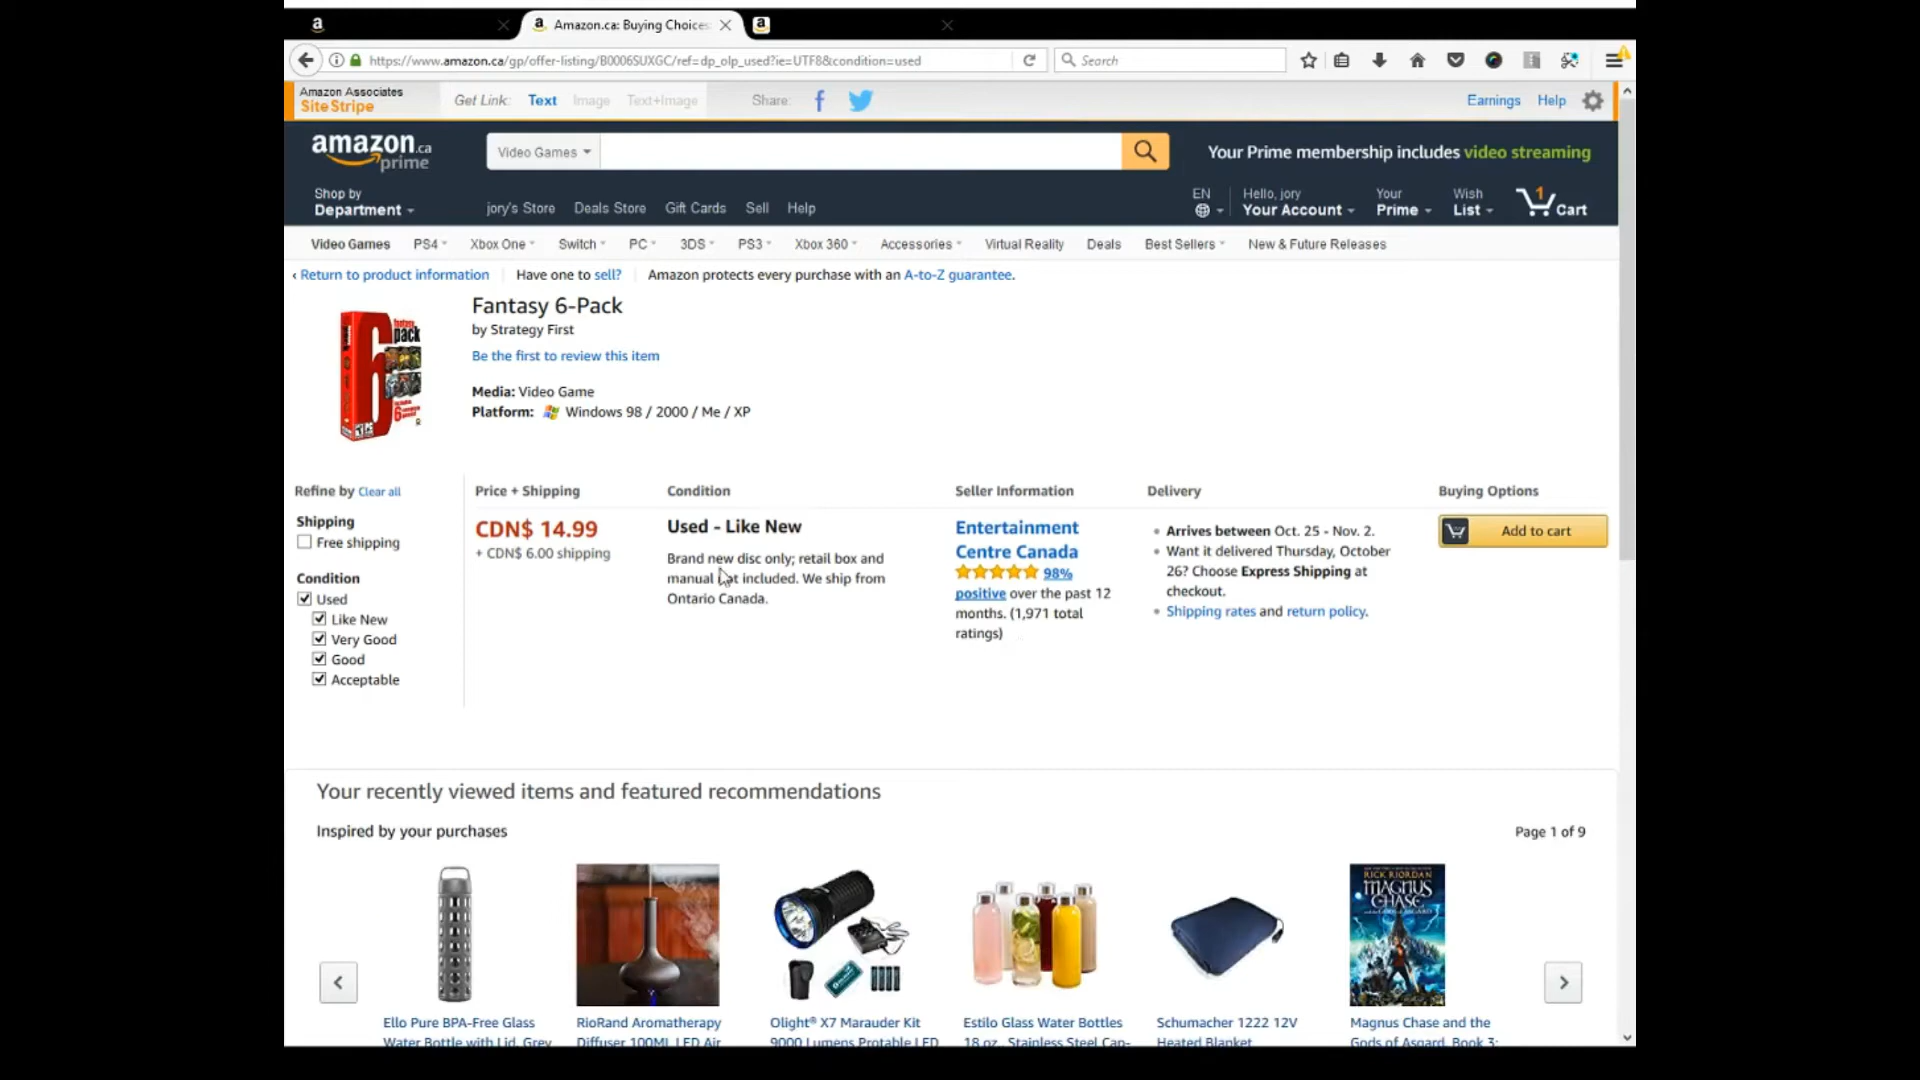 Amazon.ca: Buying Choices:
https://www.amazon.ca/gp/offer-listing/B0006SUXGC/ref=dp_olp_used?ie=UTF8&condition=used
Search
Amazon Associates
SiteStripe
Get Link: Text Image Text+Image Share:
Earnings Help
amazon.ca
prime
Video Games
Your Prime membership includes video streaming
Shop by
Department
jory's Store Deals Store Gift Cards Sell Help
EN
Hello, jory
Your Account
Your
Prime
Wish
List
1
Cart
Video Games PS4 Xbox One Switch PC 3DS PS3 Xbox 360 Accessories Virtual Reality Deals Best Sellers New & Future Releases
‹ Return to product information Have one to sell? Amazon protects every purchase with an A-to-Z guarantee.
Fantasy 6-Pack
by Strategy First
Be the first to review this item
Media: Video Game
Platform: Windows 98 / 2000 / Me / XP
6
fantasy
pack
Refine by Clear all
Shipping
Free shipping
Condition
Used
Like New
Very Good
Good
Acceptable
Price + Shipping
CDN$ 14.99
+ CDN$ 6.00 shipping
Condition
Used - Like New
Brand new disc only; retail box and
manual not included. We ship from
Ontario Canada.
Seller Information
Entertainment
Centre Canada
98%
positive over the past 12
months. (1,971 total
ratings)
Delivery
Arrives between Oct. 25 - Nov. 2.
Want it delivered Thursday, October
26? Choose Express Shipping at
checkout.
Shipping rates and return policy.
Buying Options
Add to cart
Your recently viewed items and featured recommendations
Inspired by your purchases
Page 1 of 9
RICK RIORDAN
MAGNUS
CHASE
Ello Pure BPA-Free Glass
Water Bottle with Lid, Grey
RioRand Aromatherapy
Diffuser 100ML LED Air
Olight® X7 Marauder Kit
9000 Lumens Protable LED
Estilo Glass Water Bottles
18 oz., Stainless Steel Cap-
Schumacher 1222 12V
Heated Blanket
Magnus Chase and the
Gods of Asgard, Book 3: